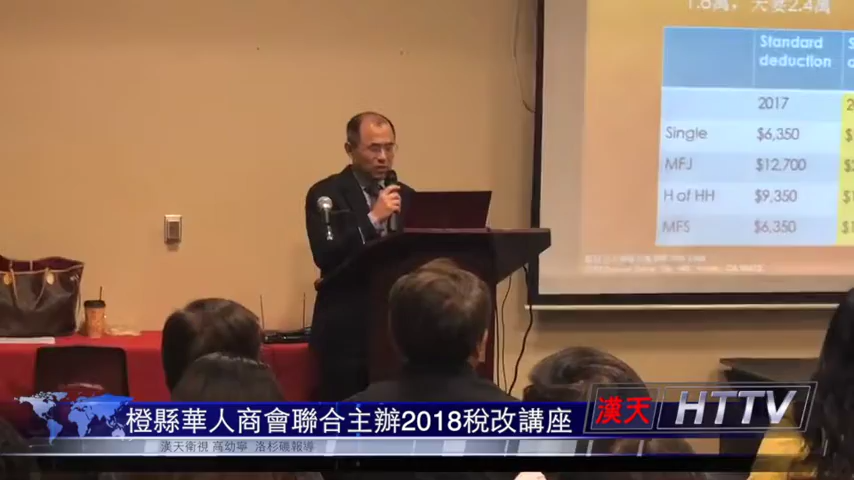 1.6萬，夫妻2.4萬
Standard deduction
2017
Single $6,350
MFJ $12,700
H of HH $9,350
MFS $6,350
橙縣華人商會聯合主辦2018稅改講座
漢天 HTTV
漢天衛視 高幼寧 洛杉磯報導